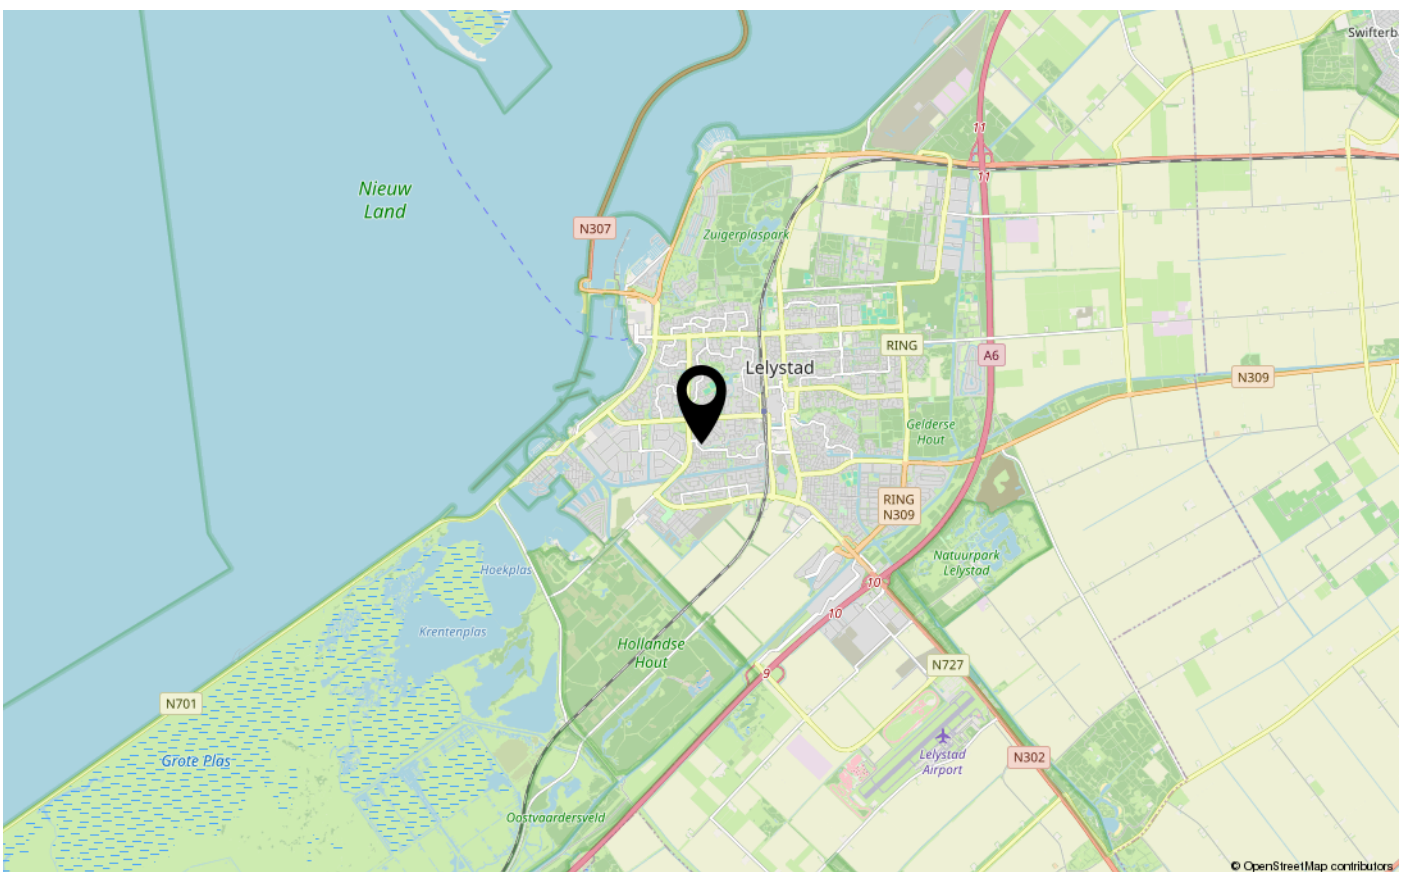 Swifterb
11
11
Nieuw
Land
N307
Zuigerplaspark
RING
A6
Lelystad
N309
Gelderse
Hout
RING
N309
Natuurpark
Lelystad
Hoekplas
10
10
Krentenplas
Hollandse
Hout
N727
9
N701
Lelystad
Airport
N302
Grote Plas
Oostvaardersveld
© OpenStreetMap contributors